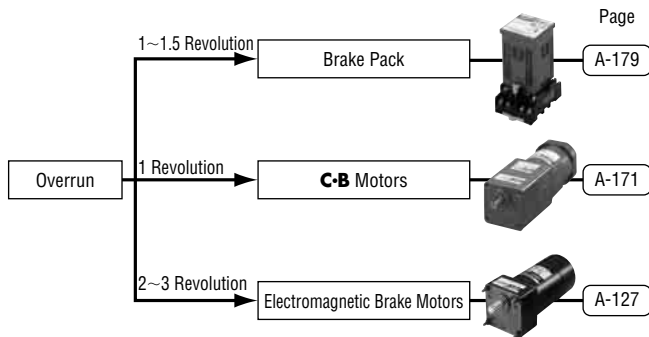 Page
1~1.5 Revolution
Brake Pack
A-179
1 Revolution
Overrun
C•B Motors
A-171
2~3 Revolution
Electromagnetic Brake Motors
A-127